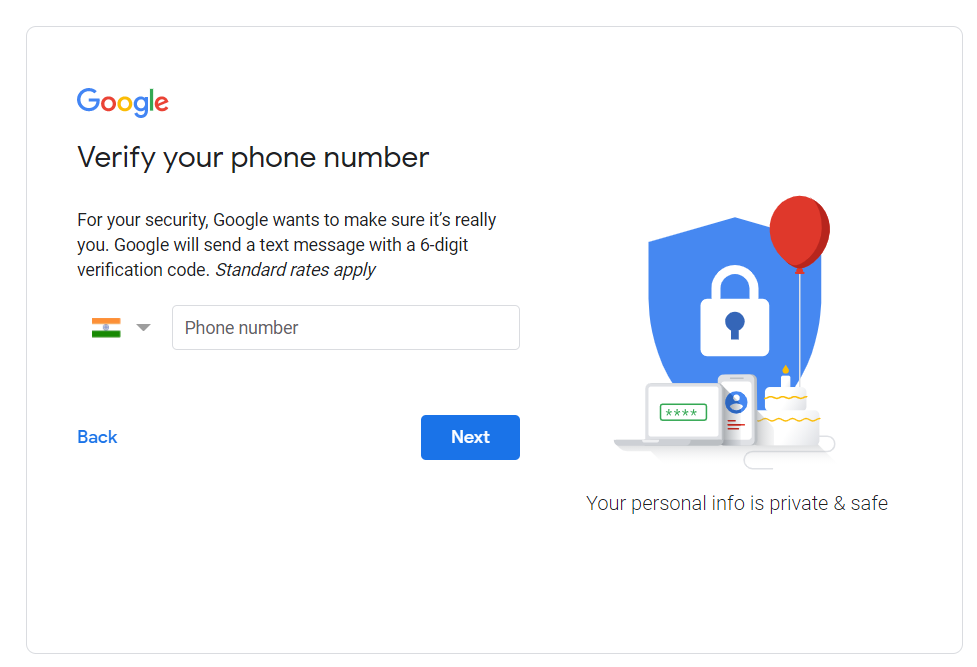 Google
Verify your phone number
For your security, Google wants to make sure it’s really
you. Google will send a text message with a 6-digit
verification code. Standard rates apply
Phone number
Back
Next
****
Your personal info is private & safe